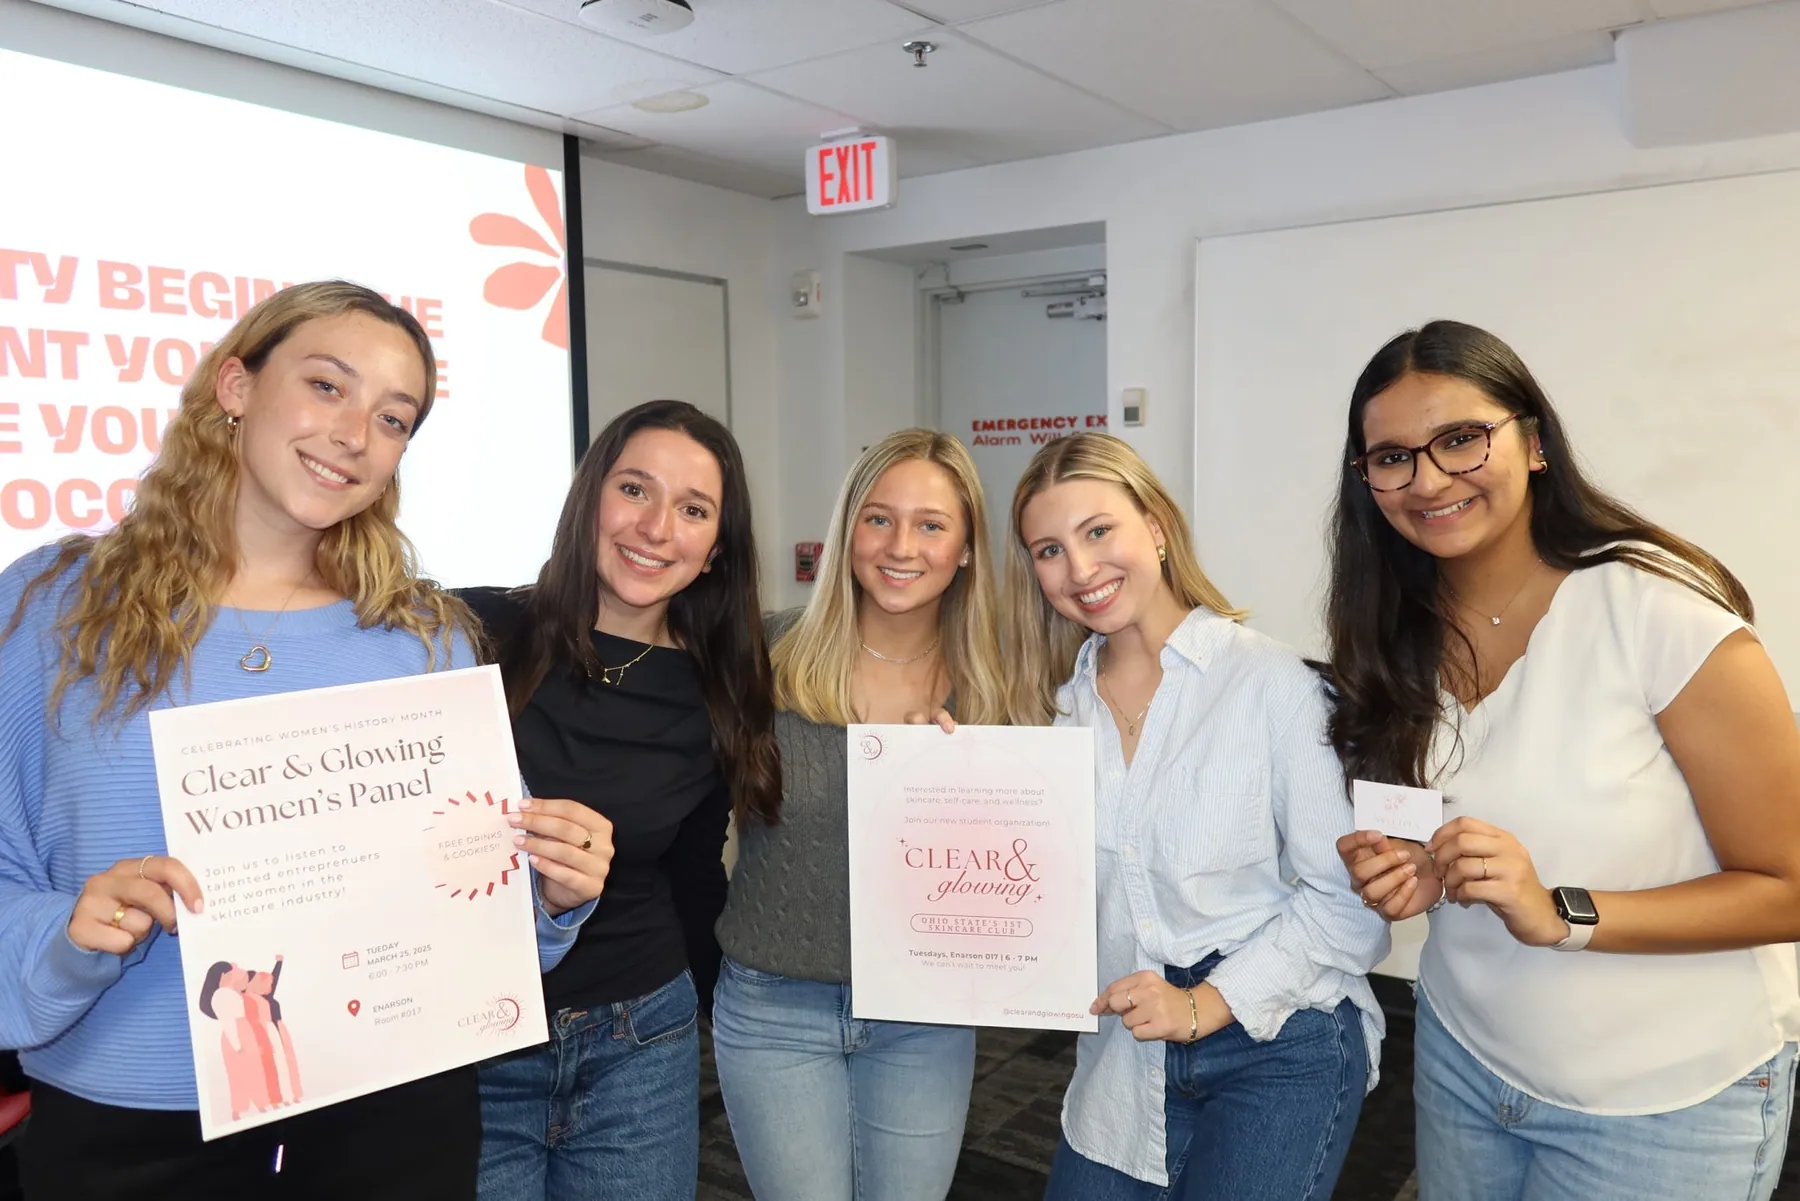 TY BEGIN
NT YO
E YOU
OCC
EXIT
EMERGENCY EX
Alarm Will
CELEBRATING WOMEN'S HISTORY MONTH
Clear & Glowing
Women's Panel
FREE DRINKS
& COOKIES!!
Join us to listen to
talented entreprenuers
and women in the
skincare industry!
TUEDAY
MARCH 25, 2025
6:00 - 7:30 PM
ENARSON
Room #017
CLEAR &
glowing
Interested in learning more about
skincare, self care, and wellness?
Join our new student organization!
CLEAR &
glowing
OHIO STATE'S 1ST
SKINCARE CLUB
Tuesdays, Enarson 017 | 6 - 7 PM
We can't wait to meet you!
@clearandglowingosu